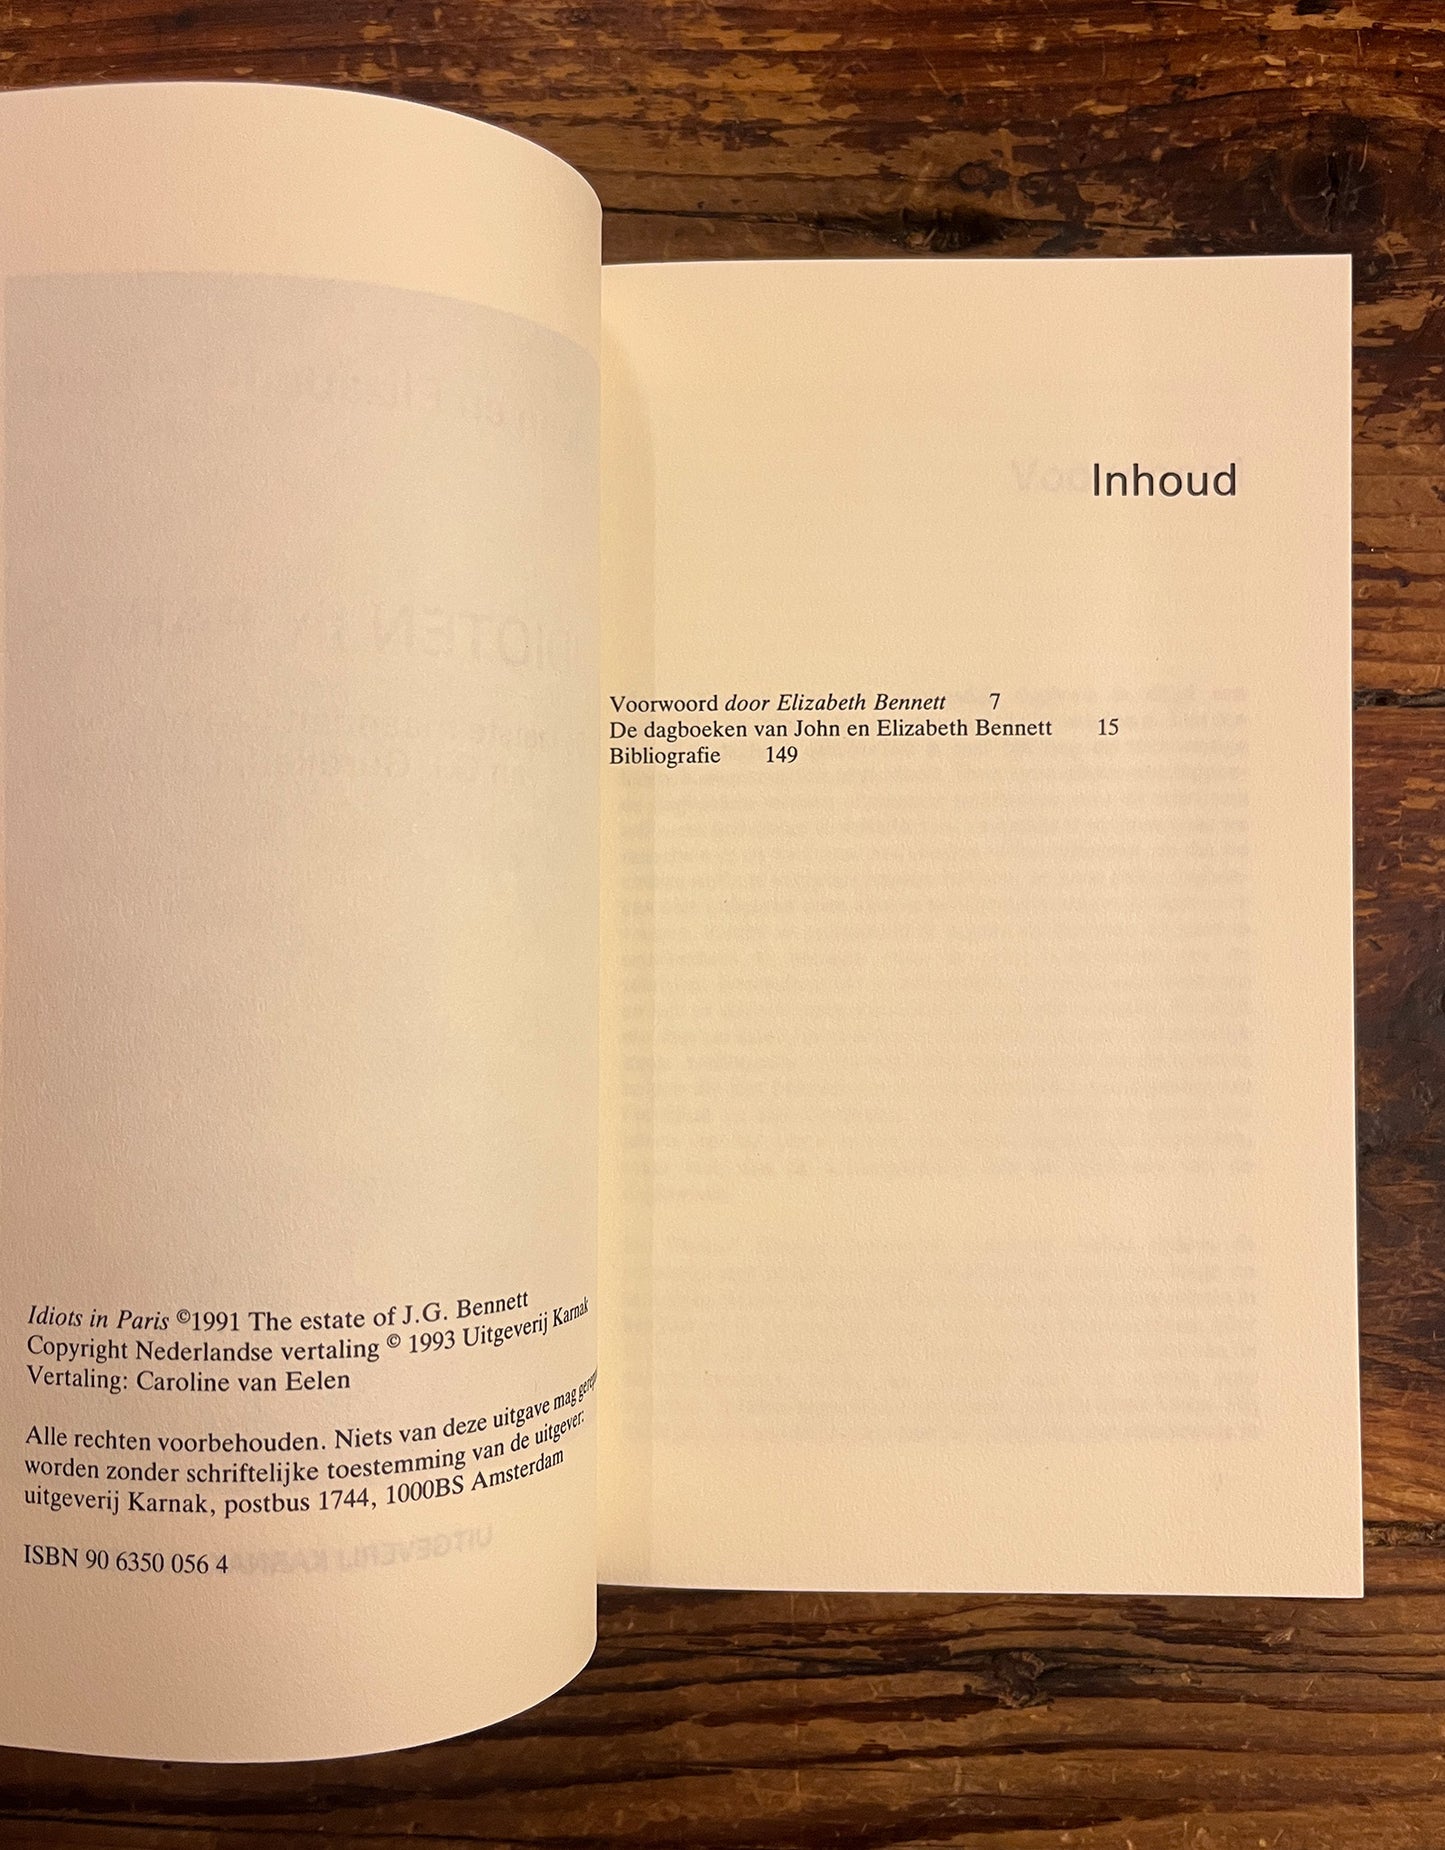 Idiots in Paris ©1991 The estate of J.G. Bennett
Copyright Nederlandse vertaling © 1993 Uitgeverij Karnak
Vertaling: Caroline van Eelen
Alle rechten voorbehouden. Niets van deze uitgave mag
worden zonder schriftelijke toestemming van de uitgever:
uitgeverij Karnak, postbus 1744, 1000BS Amsterdam
ISBN 90 6350 056 4
Inhoud
Voorwoord door Elizabeth Bennett 7
De dagboeken van John en Elizabeth Bennett 15
Bibliografie 149